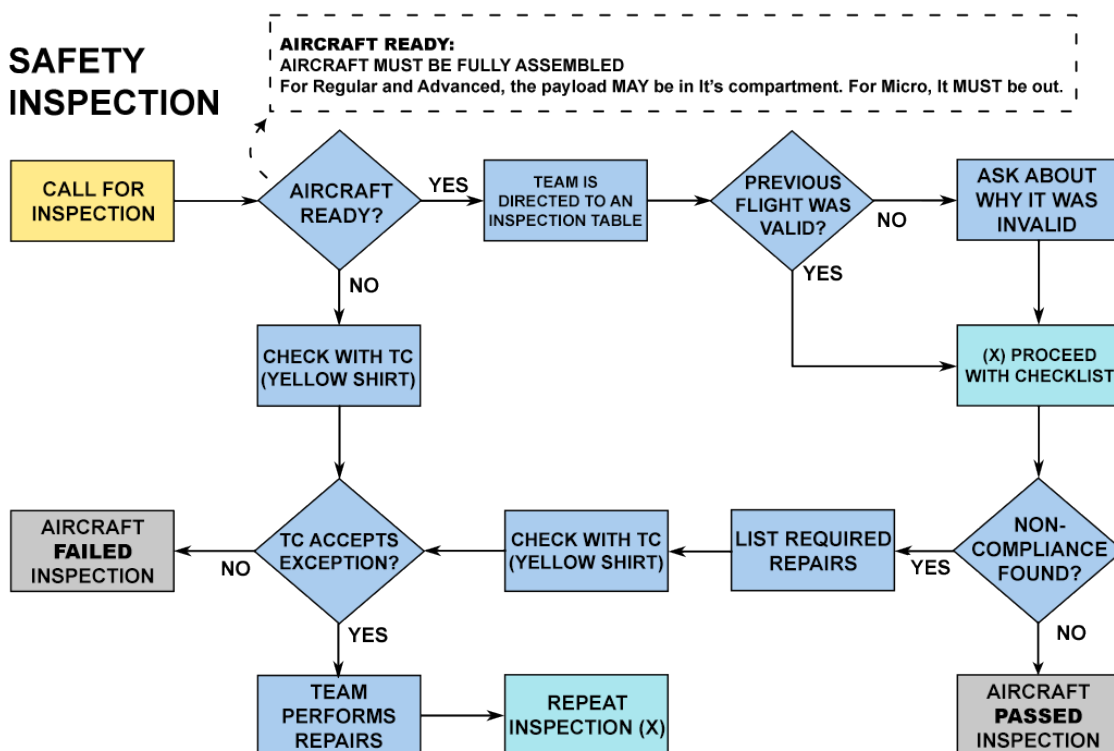 SAFETY
INSPECTION
AIRCRAFT READY:
AIRCRAFT MUST BE FULLY ASSEMBLED
For Regular and Advanced, the payload MAY be in It's compartment. For Micro, It MUST be out.
CALL FOR
INSPECTION
AIRCRAFT
READY?
YES
TEAM IS
DIRECTED TO AN
INSPECTION TABLE
PREVIOUS
FLIGHT WAS
VALID?
NO
ASK ABOUT
WHY IT WAS
INVALID
YES
NO
CHECK WITH TC
(YELLOW SHIRT)
(X) PROCEED
WITH CHECKLIST
AIRCRAFT
FAILED
INSPECTION
NO
TC ACCEPTS
EXCEPTION?
CHECK WITH TC
(YELLOW SHIRT)
LIST REQUIRED
REPAIRS
YES
NON-
COMPLIANCE
FOUND?
YES
NO
TEAM
PERFORMS
REPAIRS
REPEAT
INSPECTION (X)
AIRCRAFT
PASSED
INSPECTION